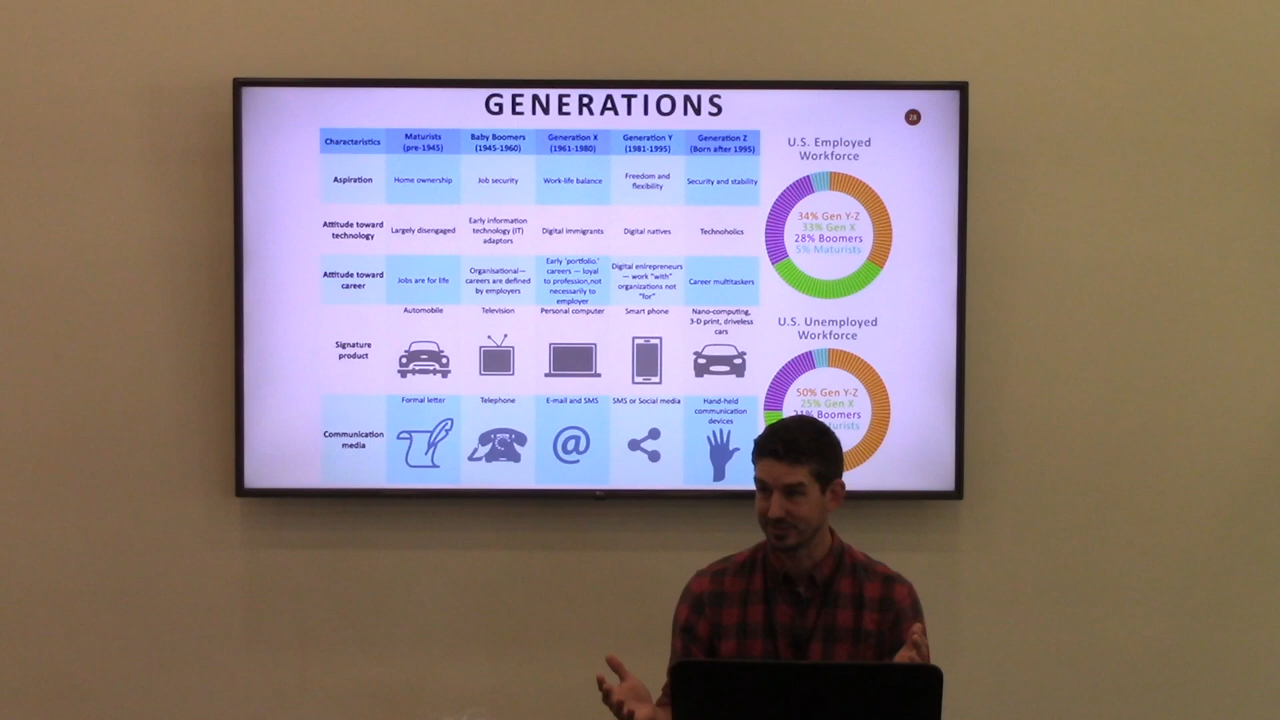 GENERATIONS
28
Characteristics
Maturists
(pre-1945)
Baby Boomers
(1945-1960)
Generation X
(1961-1980)
Generation Y
(1981-1995)
Generation Z
(Born after 1995)
Aspiration
Home ownership
Job security
Work-life balance
Freedom and
flexibility
Security and stability
Attitude toward
technology
Largely disengaged
Early information
technology (IT)
adaptors
Digital immigrants
Digital natives
Technoholics
Attitude toward
career
Jobs are for life
Organisational—
careers are defined
by employers
Early 'portfolio.'
careers — loyal
to profession,not
necessarily to
employer
Digital enirepreneurs
— work "with"
organizations not
"for"
Career multitaskers
Signature
product
Automobile
Television
Personal computer
Smart phone
Nano-computing,
3-D print, driveless
cars
Communication
media
Formal letter
Telephone
E-mail and SMS
@
SMS or Social media
Hand-held
communication
devices
U.S. Employed
Workforce
34% Gen Y-Z
33% Gen X
28% Boomers
5% Maturists
U.S. Unemployed
Workforce
50% Gen Y-Z
25% Gen X
21% Boomers